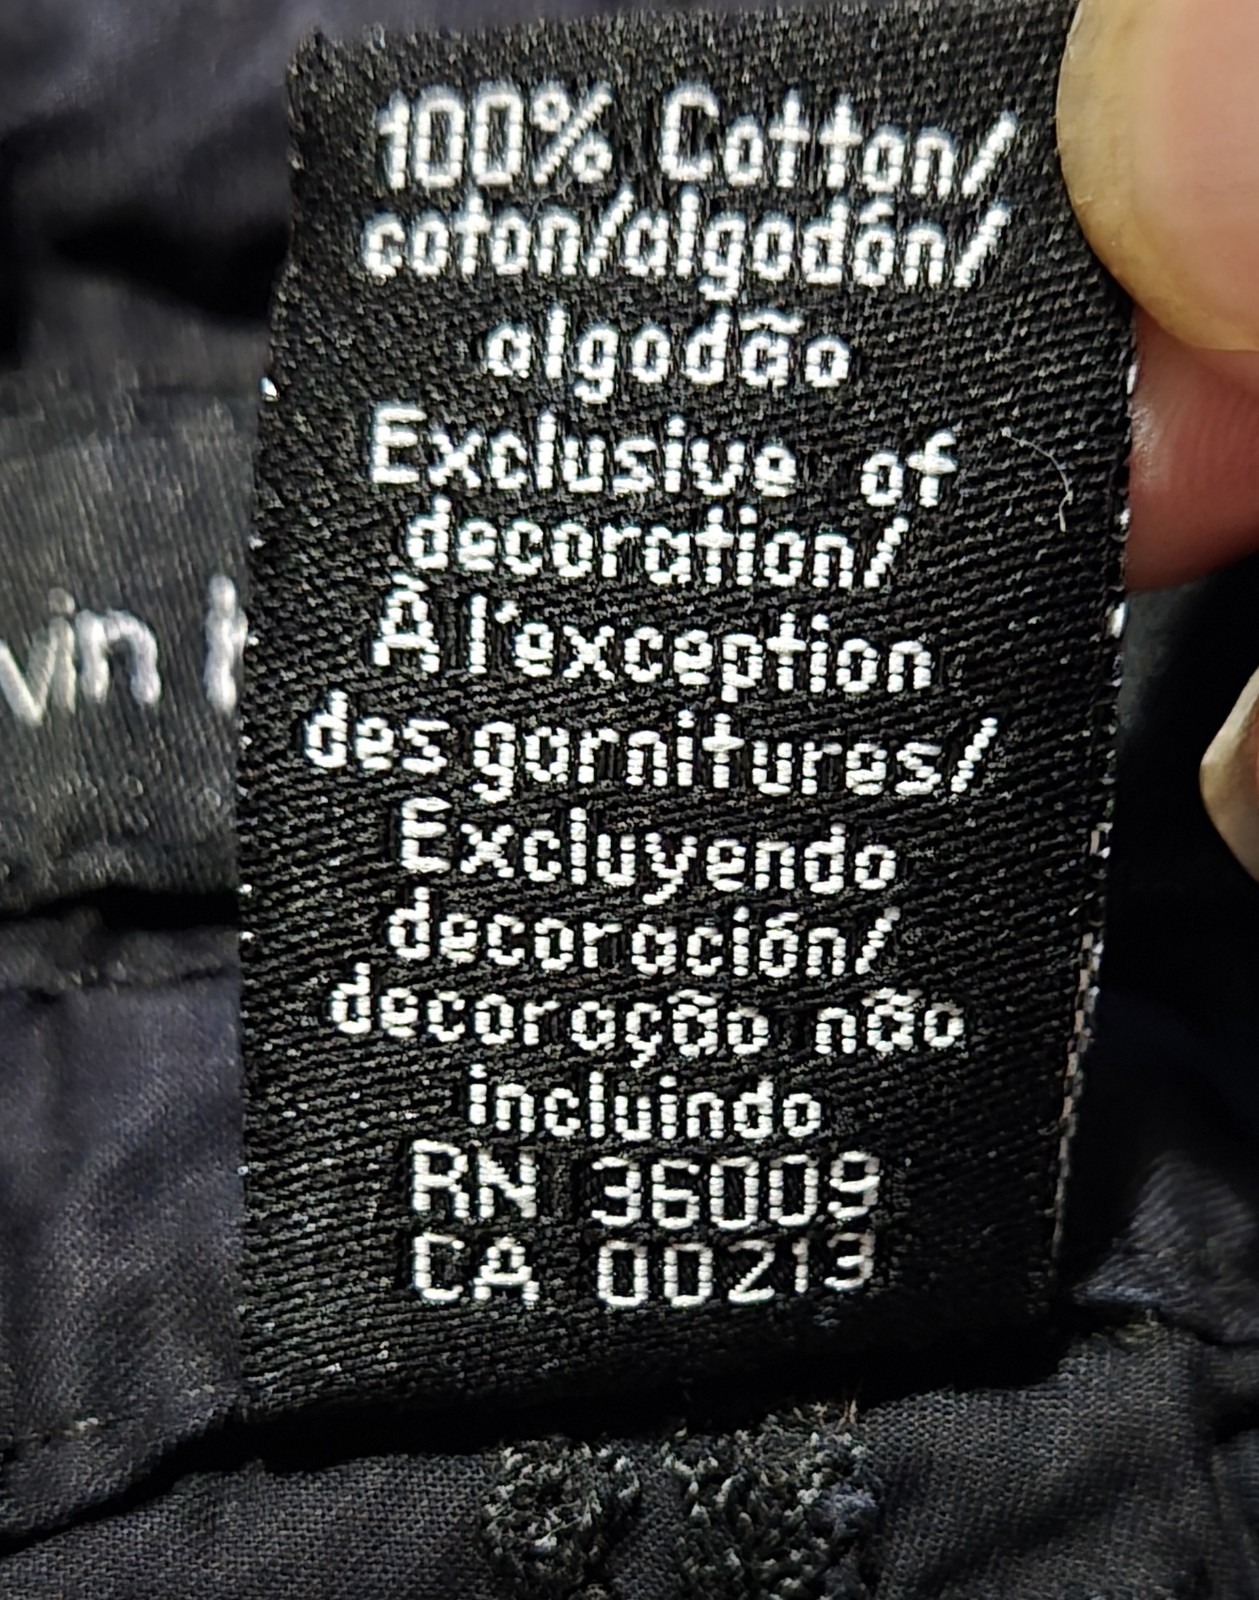 100% Cotton/
coton/algodón/
algodão
Exclusive of
decoration/
À l'exception
des garnitures/
Excluyendo
decoración/
decoração não
incluindo
RN 36009
CA 00213
vin